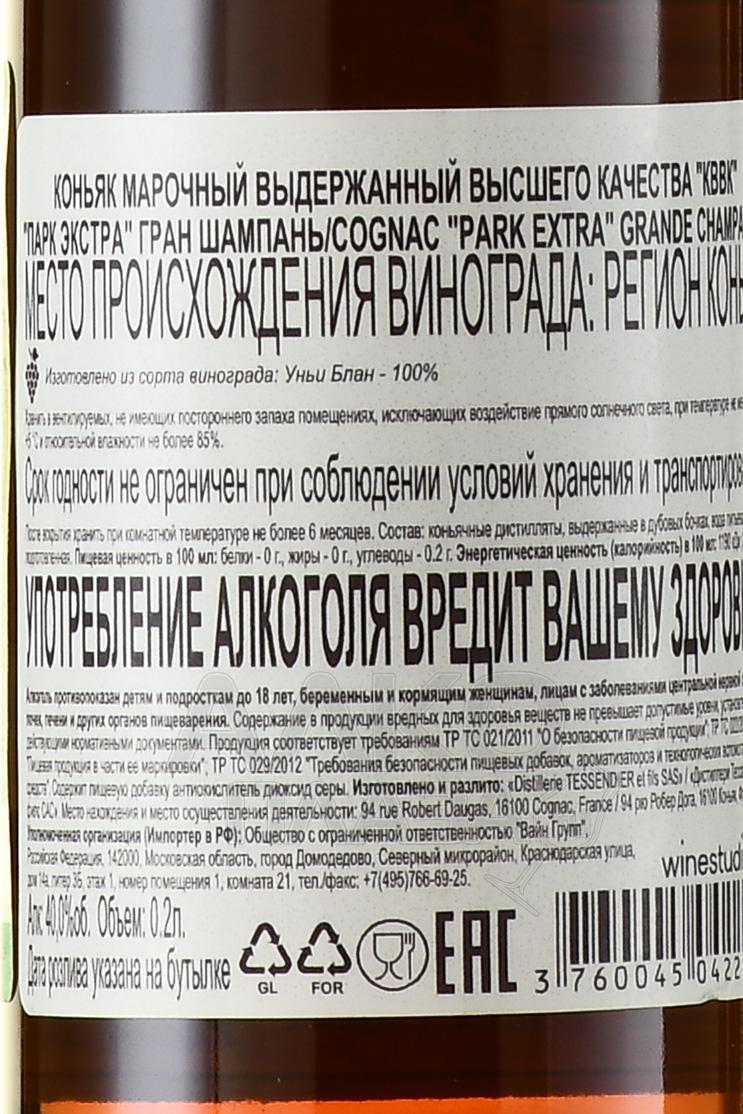 КОНЬЯК МАРОЧНЫЙ ВЫДЕРЖАННЫЙ ВЫСШЕГО КАЧЕСТВА "КВВК"
"ПАРК ЭКСТРА" ГРАН ШАМПАНЬ/COGNAC "PARK EXTRA" GRANDE CHAMPA
МЕСТО ПРОИСХОЖДЕНИЯ ВИНОГРАДА: РЕГИОН КОНЬ
Изготовлено из сорта винограда: Уньи Блан - 100%
Хранить в вентилируемых, не имеющих постороннего запаха помещениях, исключающих воздействие прямого солнечного света, при температуре не ме
+5 °С и относительной влажности не более 85%.
Срок годности не ограничен при соблюдении условий хранения и транспортиров
После вскрытия хранить при комнатной температуре не более 6 месяцев. Состав: коньячные дистилляты, выдержанные в дубовых бочках, вода питьева
подготовленная. Пищевая ценность в 100 мл: белки - 0 г., жиры - 0 г., углеводы - 0.2 г. Энергетическая ценность (калорийность) в 100 мл:
УПОТРЕБЛЕНИЕ АЛКОГОЛЯ ВРЕДИТ ВАШЕМУ ЗДОРОВ
Алкоголь противопоказан детям и подросткам до 18 лет, беременным и кормящим женщинам, лицам с заболеваниями центральной нервной
почек, печени и других органов пищеварения. Содержание в продукции вредных для здоровья веществ не превышает допустимые уровни,
действующими нормативными документами. Продукция соответствует требованиям ТР ТС 021/2011 "О безопасности пищевой продукции"; ТР ТС
"Пищевая продукция в части ее маркировки"; ТР ТС 029/2012 "Требования безопасности пищевых добавок, ароматизаторов и технологических
средств". Содержит пищевую добавку антиокислитель диоксид серы. Изготовлено и разлито: «Distillerie TESSENDIER et fils SAS» / «Дистиллери
филс САС». Место нахождения и место осуществления деятельности: 94 rue Robert Daugas, 16100 Cognac, France / 94 рю Робер Дога, 16100 Коньяк,
Уполномоченная организация (Импортер в РФ): Общество с ограниченной ответственностью "Вайн Групп",
Российская Федерация, 142000, Московская область, город Домодедово, Северный микрорайон, Краснодарская улица,
дом 14а, литер 3Б, этаж 1, номер помещения 1, комната 21, тел./факс: +7(495)766-69-25.
winestudi
Алк. 40,0%об. Объем: 0.2л.
Дата розлива указана на бутылке
GL FOR
EAC
3 760045 0422